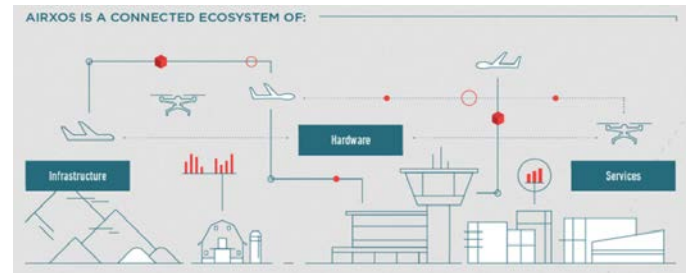 AIRXOS IS A CONNECTED ECOSYSTEM OF:
Hardware
Infrastructure
Services